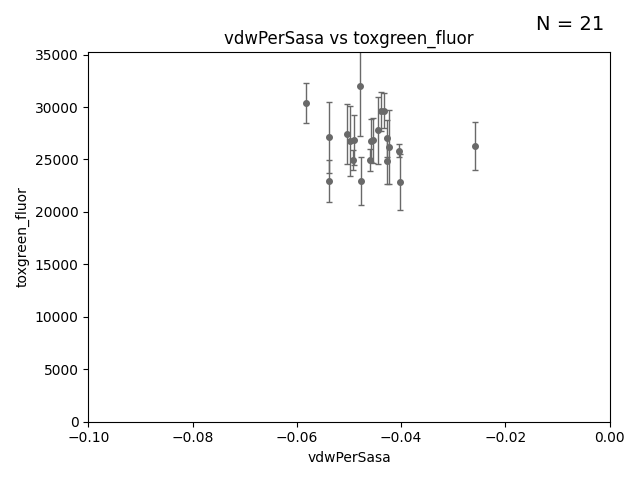 N = 21
vdwPerSasa vs toxgreen_fluor
35000
30000
25000
20000
15000
10000
5000
0
toxgreen_fluor
−0.10 −0.08 −0.06 −0.04 −0.02 0.00
vdwPerSasa